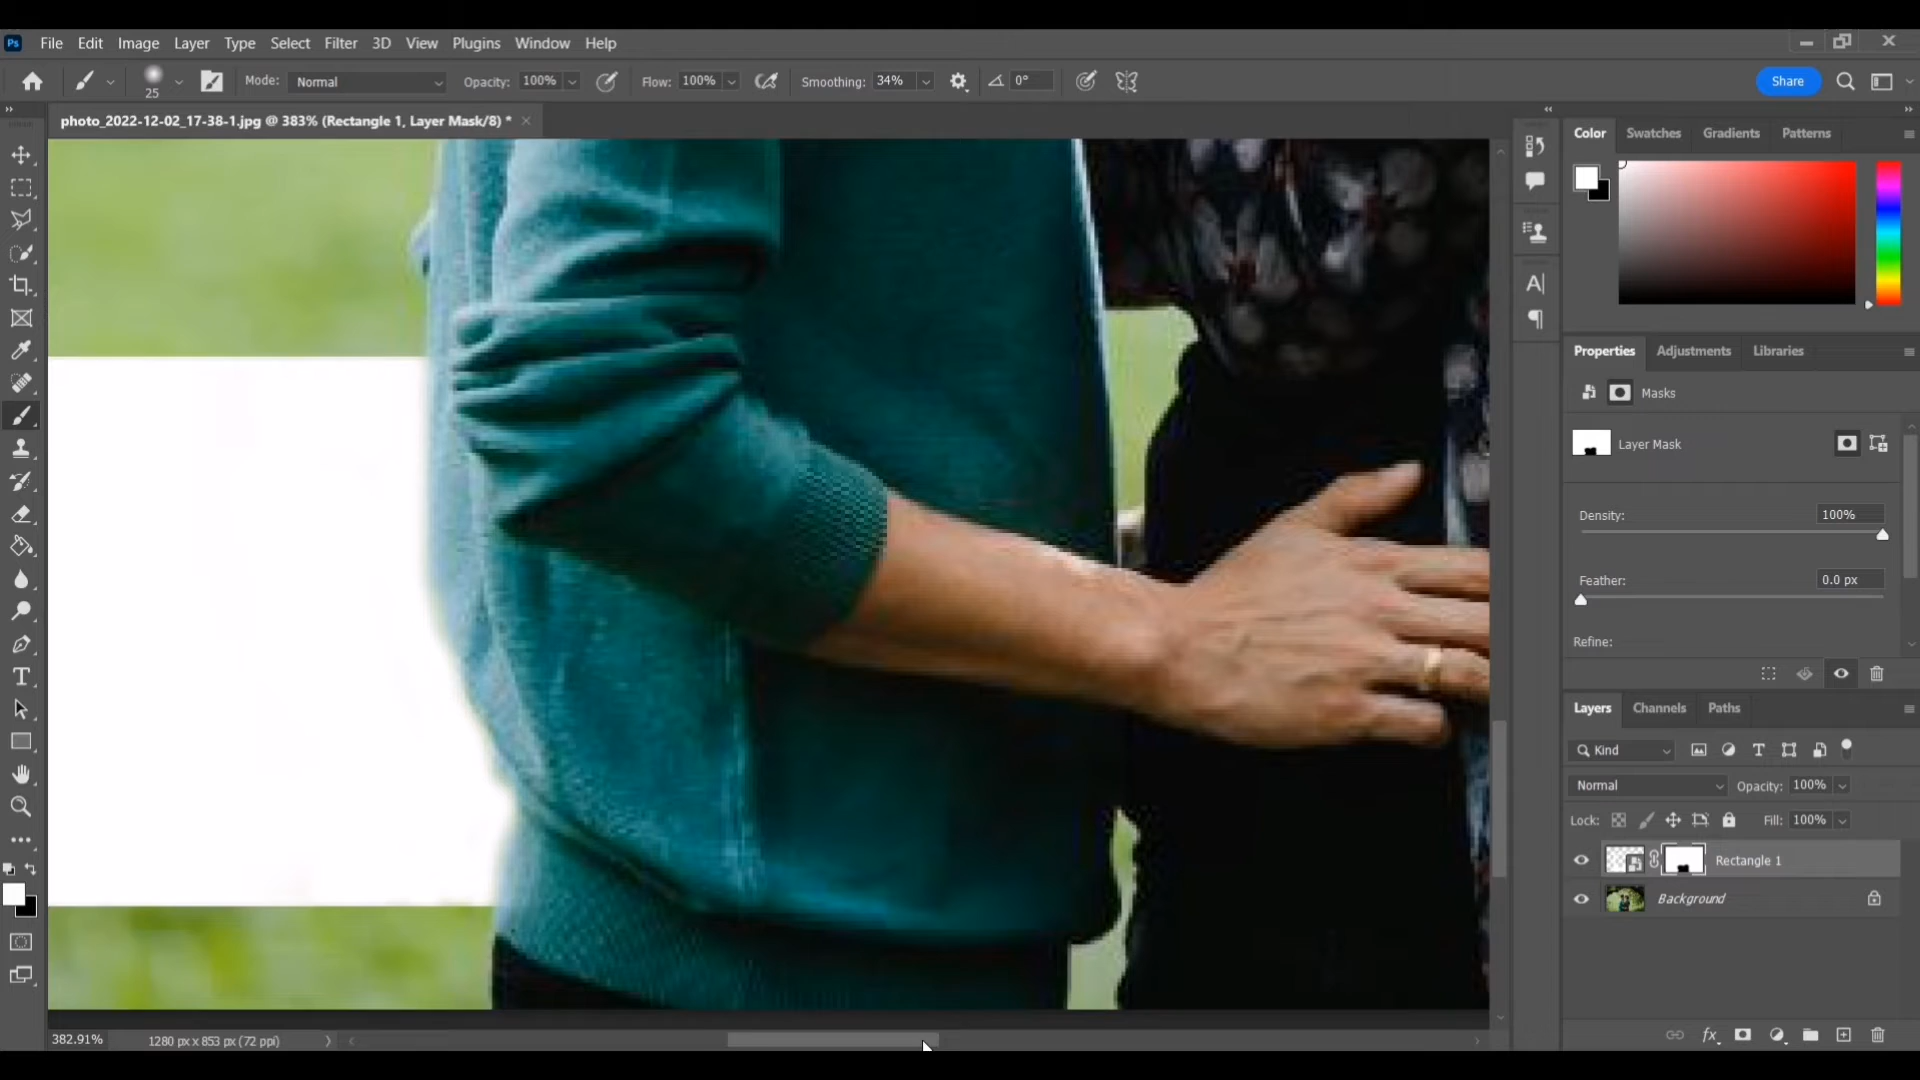 Ps File Edit Image Layer Type Select Filter 3D View Plugins Window Help
25 Mode: Normal Opacity: 100% Flow: 100% Smoothing: 34% 0° Share
photo_2022-12-02_17-38-1.jpg @ 383% (Rectangle 1, Layer Mask/8) *
Color Swatches Gradients Patterns
Properties Adjustments Libraries
Masks
Layer Mask
Density: 100%
Feather: 0.0 px
Refine:
Layers Channels Paths
Kind
Normal Opacity: 100%
Lock: Fill: 100%
Rectangle 1
Background
382.91% 1280 px x 853 px (72 ppi)